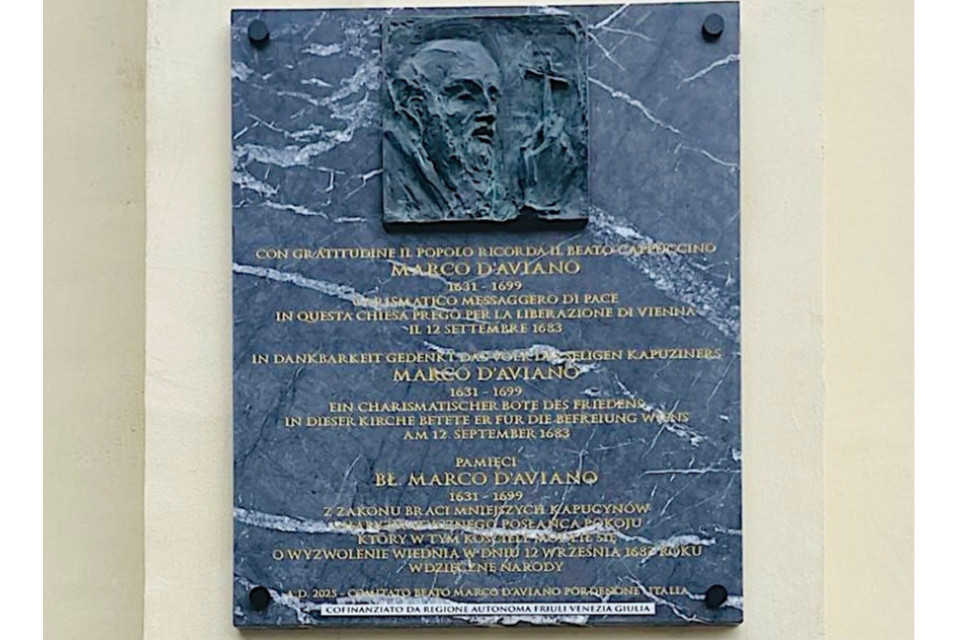 CON GRATITUDINE IL POPOLO RICORDA IL BEATO CAPPUCCINO
MARCO D'AVIANO
1631 - 1699
CARISMATICO MESSAGGERO DI PACE
IN QUESTA CHIESA PREGÒ PER LA LIBERAZIONE DI VIENNA
IL 12 SETTEMBRE 1683
IN DANKBARKEIT GEDENKT DAS VOLK DES SELIGEN KAPUZINERS
MARCO D'AVIANO
1631 - 1699
EIN CHARISMATISCHER BOTE DES FRIEDENS
IN DIESER KIRCHE BETETE ER FÜR DIE BEFREIUNG WIENS
AM 12. SEPTEMBER 1683
PAMIĘCI
BŁ. MARCO D'AVIANO
1631 - 1699
Z ZAKONU BRACI MNIEJSZYCH KAPUCYNÓW
CHARYZMATYCZNEGO POSŁAŃCA POKOJU
KTÓRY W TYM KOŚCIELE MODLIŁ SIĘ
O WYZWOLENIE WIEDNIA W DNIU 12 WRZEŚNIA 1683 ROKU
WDZIĘCZNE NARODY
A.D. 2025 - COMITATO BEATO MARCO D'AVIANO PORDENONE - ITALIA
COFINANZIATO DA REGIONE AUTONOMA FRIULI VENEZIA GIULIA